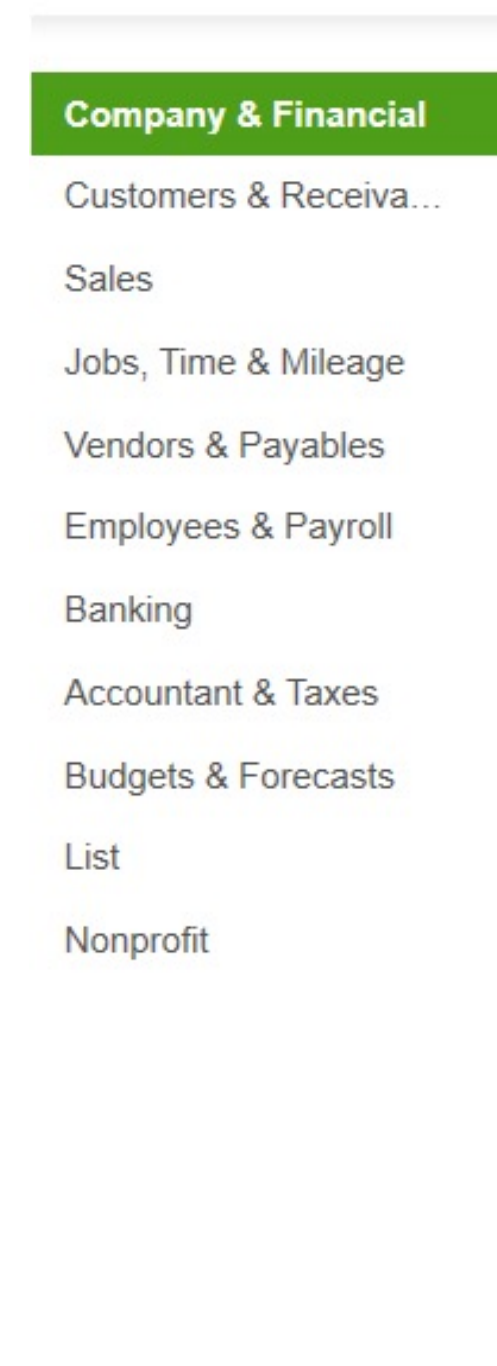 Company & Financial
Customers & Receiva...
Sales
Jobs, Time & Mileage
Vendors & Payables
Employees & Payroll
Banking
Accountant & Taxes
Budgets & Forecasts
List
Nonprofit